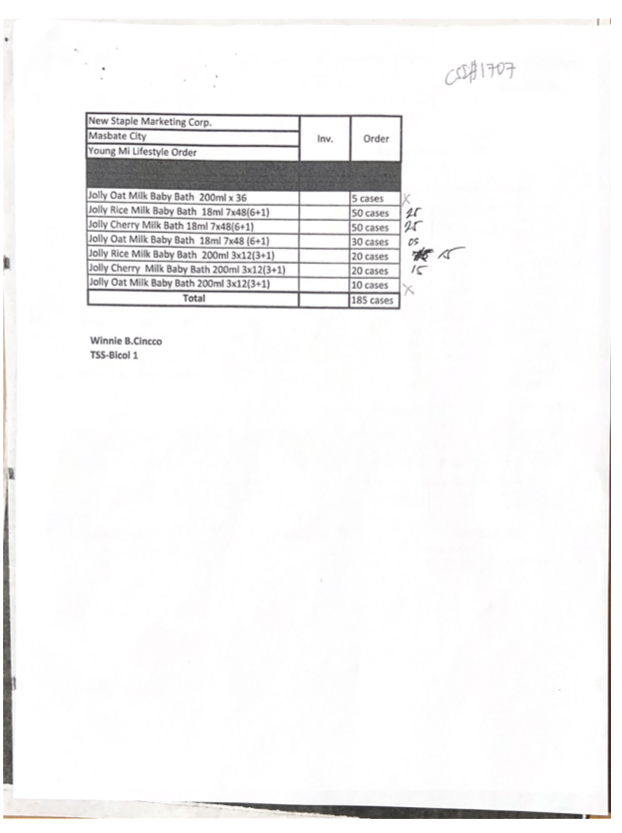 CSS#1707
New Staple Marketing Corp.
Masbate City
Young Mi Lifestyle Order
Inv. Order
Jolly Oat Milk Baby Bath 200ml x 36 5 cases X
Jolly Rice Milk Baby Bath 18ml 7x48(6+1) 50 cases 25
Jolly Cherry Milk Bath 18ml 7x48(6+1) 50 cases 25
Jolly Oat Milk Baby Bath 18ml 7x48 (6+1) 30 cases os
Jolly Rice Milk Baby Bath 200ml 3x12(3+1) 20 cases 15
Jolly Cherry Milk Baby Bath 200ml 3x12(3+1) 20 cases 15
Jolly Oat Milk Baby Bath 200ml 3x12(3+1) 10 cases X
Total 185 cases
Winnie B.Cincco
TSS-Bicol 1